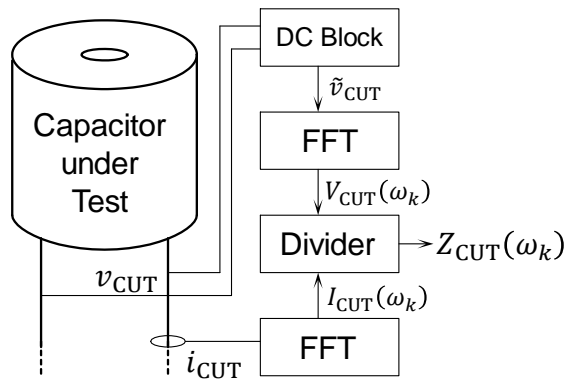 DC Block
ṽ_CUT
Capacitor
under
Test
FFT
V_CUT(ω_k)
Divider
Z_CUT(ω_k)
v_CUT
I_CUT(ω_k)
i_CUT
FFT